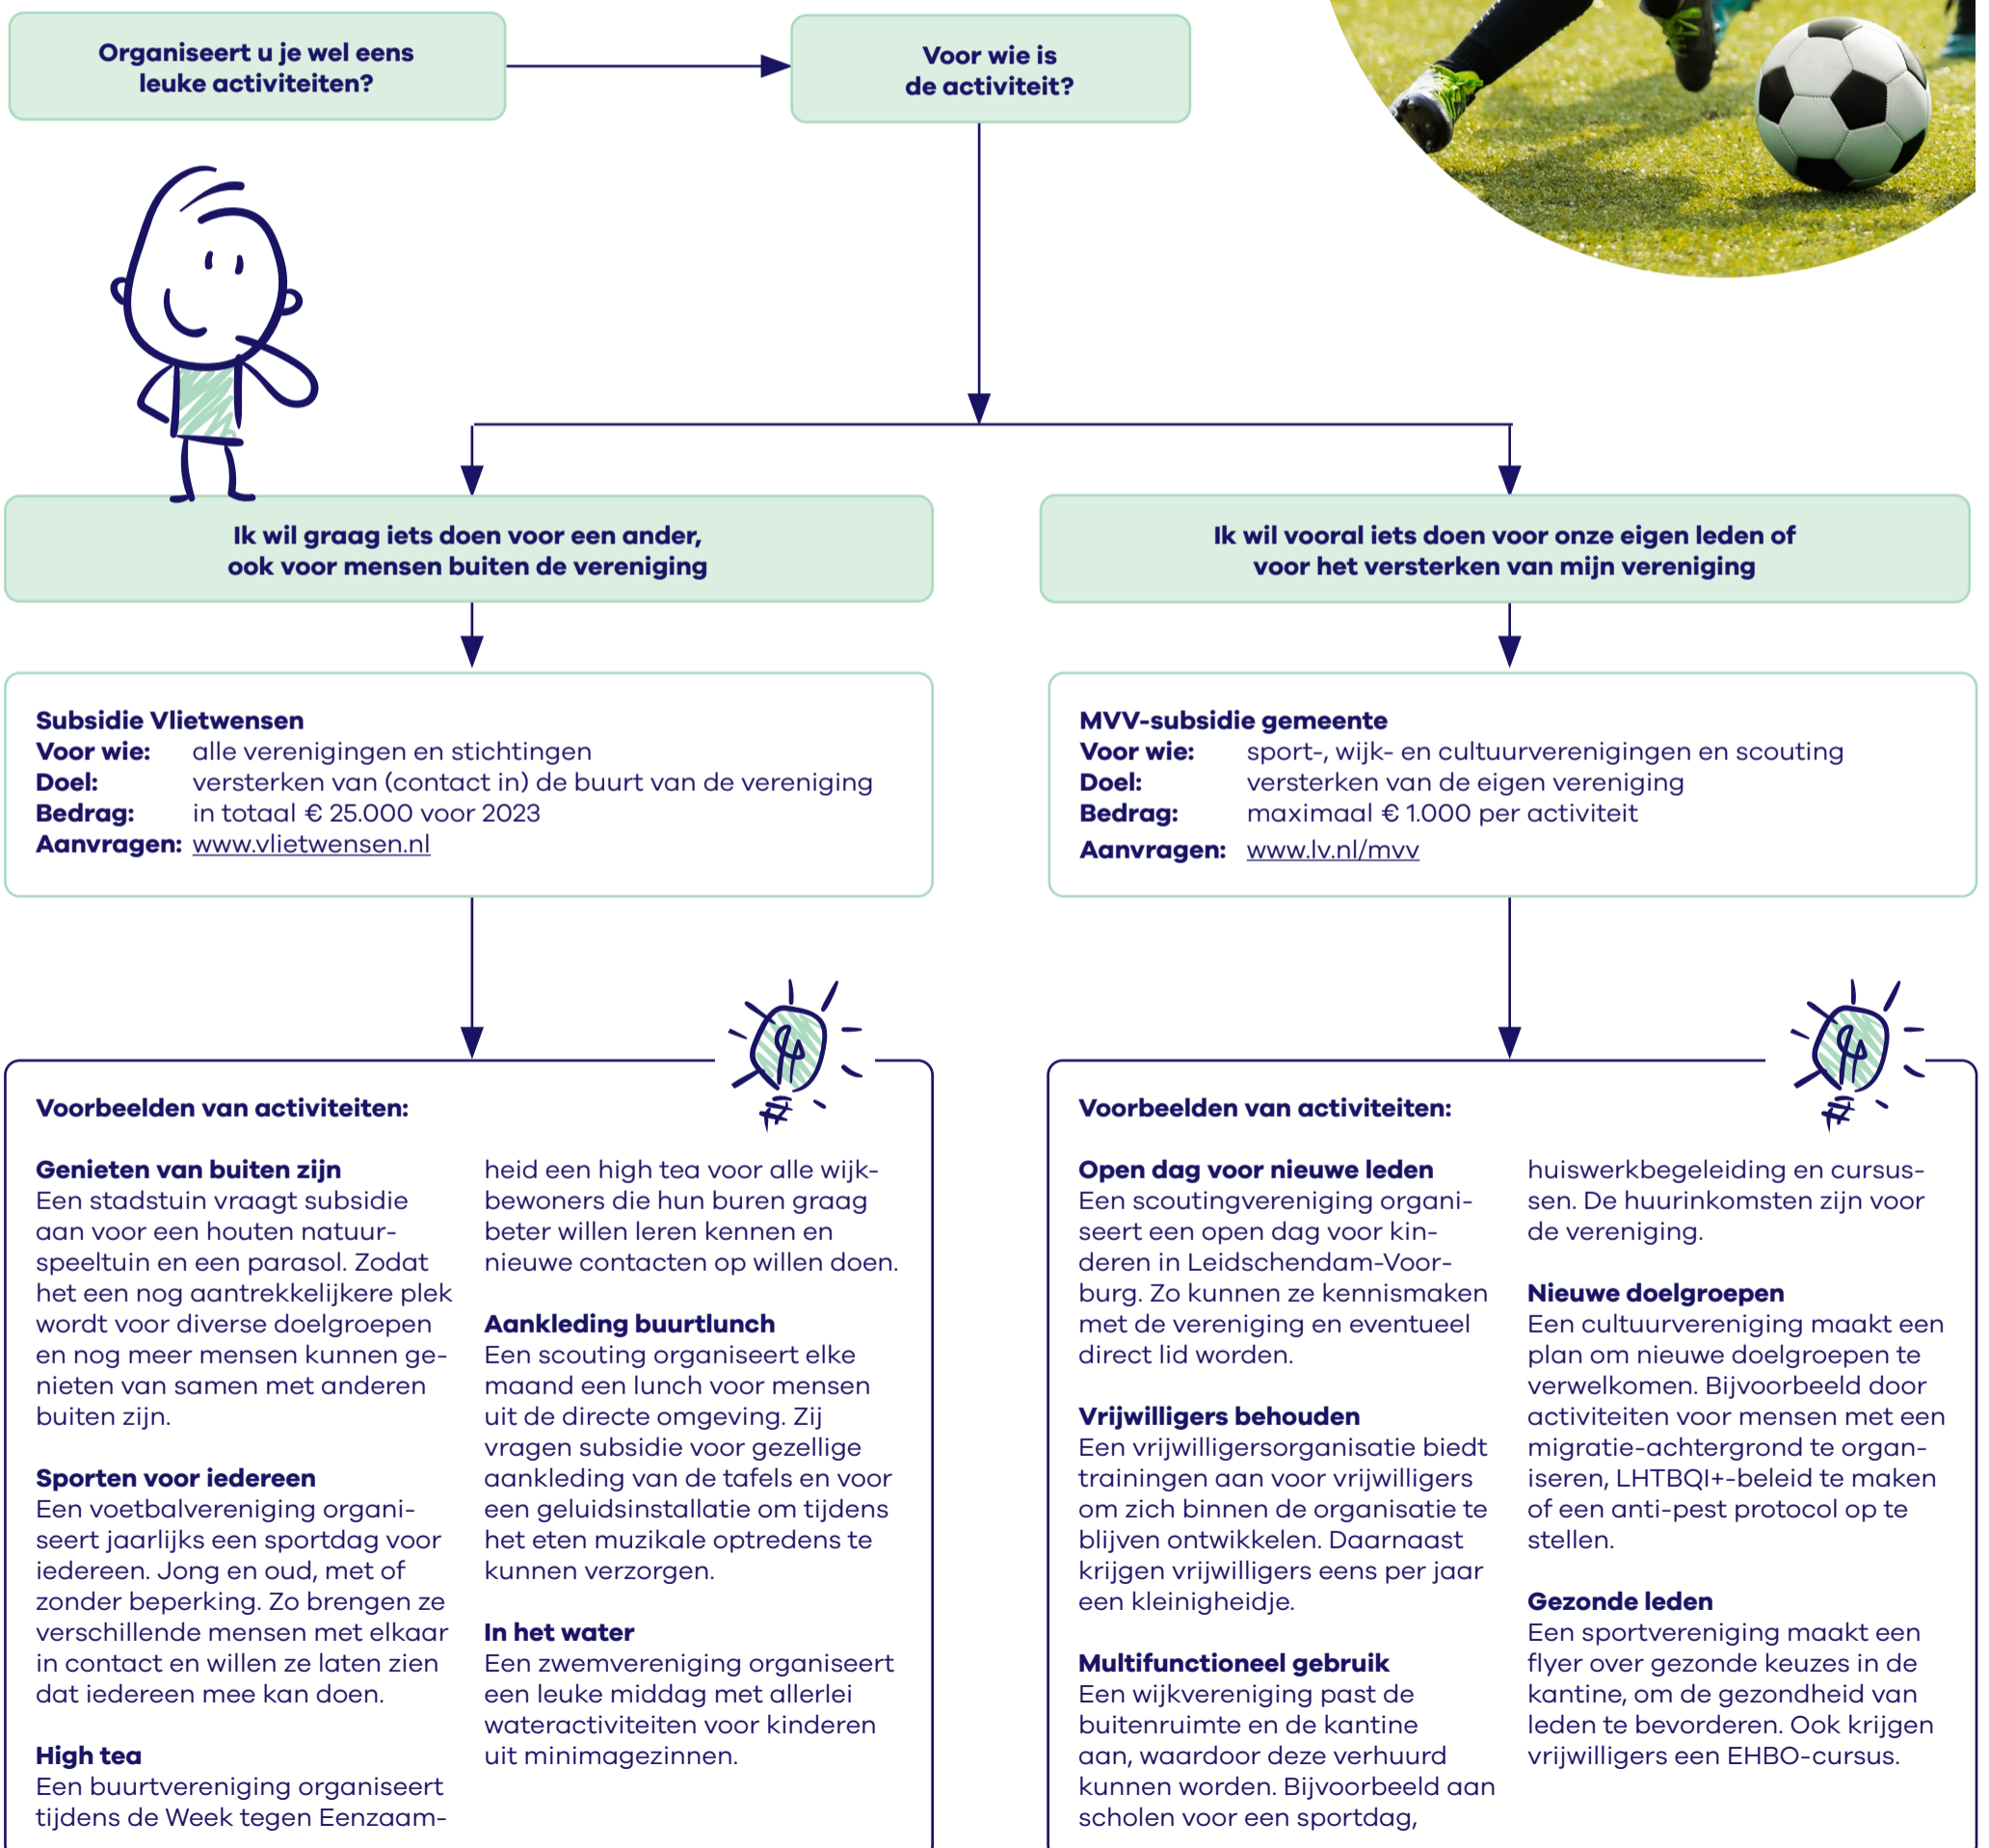 Organiseert u je wel eens
leuke activiteiten?
Voor wie is
de activiteit?
Ik wil graag iets doen voor een ander,
ook voor mensen buiten de vereniging
Ik wil vooral iets doen voor onze eigen leden of
voor het versterken van mijn vereniging
Subsidie Vlietwensen
Voor wie: alle verenigingen en stichtingen
Doel: versterken van (contact in) de buurt van de vereniging
Bedrag: in totaal € 25.000 voor 2023
Aanvragen: www.vlietwensen.nl
MVV-subsidie gemeente
Voor wie: sport-, wijk- en cultuurverenigingen en scouting
Doel: versterken van de eigen vereniging
Bedrag: maximaal € 1.000 per activiteit
Aanvragen: www.lv.nl/mvv
Voorbeelden van activiteiten:
Genieten van buiten zijn
Een stadstuin vraagt subsidie
aan voor een houten natuur-
speeltuin en een parasol. Zodat
het een nog aantrekkelijkere plek
wordt voor diverse doelgroepen
en nog meer mensen kunnen ge-
nieten van samen met anderen
buiten zijn.
Sporten voor iedereen
Een voetbalvereniging organi-
seert jaarlijks een sportdag voor
iedereen. Jong en oud, met of
zonder beperking. Zo brengen ze
verschillende mensen met elkaar
in contact en willen ze laten zien
dat iedereen mee kan doen.
High tea
Een buurtvereniging organiseert
tijdens de Week tegen Eenzaam-
heid een high tea voor alle wijk-
bewoners die hun buren graag
beter willen leren kennen en
nieuwe contacten op willen doen.
Aankleding buurtlunch
Een scouting organiseert elke
maand een lunch voor mensen
uit de directe omgeving. Zij
vragen subsidie voor gezellige
aankleding van de tafels en voor
een geluidsinstallatie om tijdens
het eten muzikale optredens te
kunnen verzorgen.
In het water
Een zwemvereniging organiseert
een leuke middag met allerlei
wateractiviteiten voor kinderen
uit minimagezinnen.
Voorbeelden van activiteiten:
Open dag voor nieuwe leden
Een scoutingvereniging organi-
seert een open dag voor kin-
deren in Leidschendam-Voor-
burg. Zo kunnen ze kennismaken
met de vereniging en eventueel
direct lid worden.
Vrijwilligers behouden
Een vrijwilligersorganisatie biedt
trainingen aan voor vrijwilligers
om zich binnen de organisatie te
blijven ontwikkelen. Daarnaast
krijgen vrijwilligers eens per jaar
een kleinigheidje.
Multifunctioneel gebruik
Een wijkvereniging past de
buitenruimte en de kantine
aan, waardoor deze verhuurd
kunnen worden. Bijvoorbeeld aan
scholen voor een sportdag,
huiswerkbegeleiding en cursus-
sen. De huurinkomsten zijn voor
de vereniging.
Nieuwe doelgroepen
Een cultuurvereniging maakt een
plan om nieuwe doelgroepen te
verwelkomen. Bijvoorbeeld door
activiteiten voor mensen met een
migratie-achtergrond te organ-
iseren, LHTBQI+-beleid te maken
of een anti-pest protocol op te
stellen.
Gezonde leden
Een sportvereniging maakt een
flyer over gezonde keuzes in de
kantine, om de gezondheid van
leden te bevorderen. Ook krijgen
vrijwilligers een EHBO-cursus.